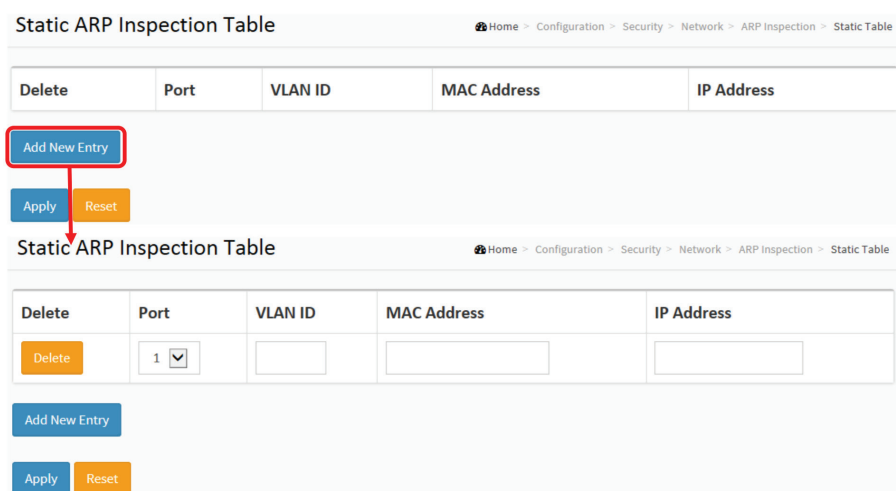 Static ARP Inspection Table Home > Configuration > Security > Network > ARP Inspection > Static Table
Delete Port VLAN ID MAC Address IP Address
Add New Entry
Apply Reset
Static ARP Inspection Table Home > Configuration > Security > Network > ARP Inspection > Static Table
Delete Port VLAN ID MAC Address IP Address
Delete 1
Add New Entry
Apply Reset